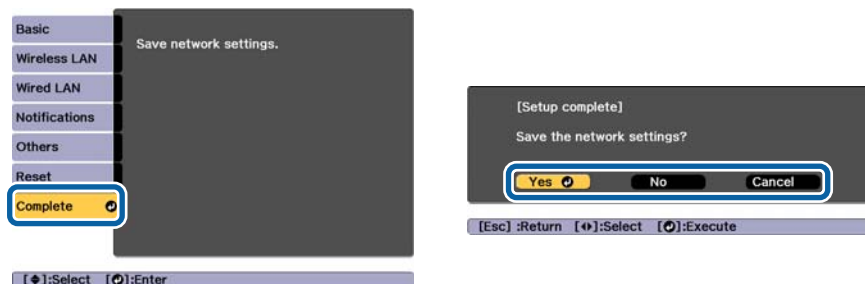 Basic
Save network settings.
Wireless LAN
Wired LAN
Notifications
Others
Reset
Complete
[◆]:Select [↵]:Enter
[Setup complete]
Save the network settings?
Yes No Cancel
[Esc] :Return [◀▶]:Select [↵]:Execute